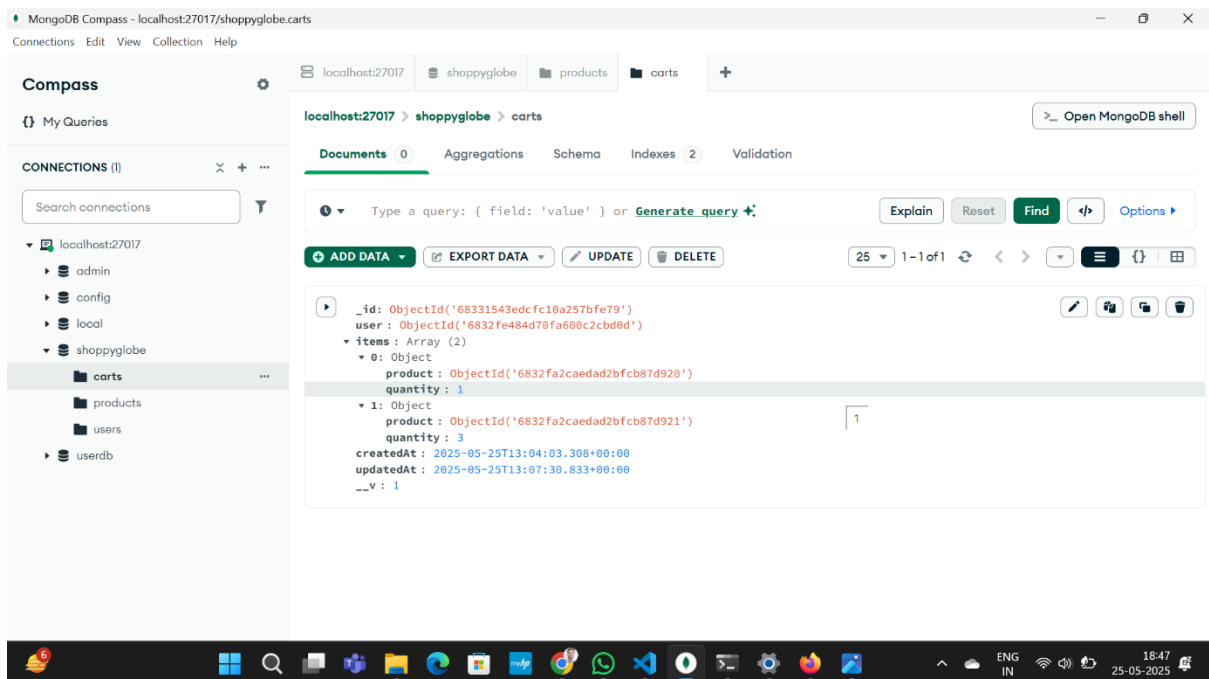 MongoDB Compass - localhost:27017/shoppyglobe.carts
Connections Edit View Collection Help
Compass
{} My Queries
CONNECTIONS (1)
Search connections
localhost:27017
admin
config
local
shoppyglobe
carts
products
users
userdb
localhost:27017 shoppyglobe products carts
localhost:27017 > shoppyglobe > carts
>_ Open MongoDB shell
Documents 0 Aggregations Schema Indexes 2 Validation
Type a query: { field: 'value' } or Generate query
Explain Reset Find </> Options
ADD DATA EXPORT DATA UPDATE DELETE
25 1 – 1 of 1 {}
_id: ObjectId('68331543edcfc10a257bfe79')
user : ObjectId('6832fe484d70fa600c2cbd0d')
items : Array (2)
0: Object
product : ObjectId('6832fa2caedad2bfcb87d920')
quantity : 1
1: Object
product : ObjectId('6832fa2caedad2bfcb87d921')
quantity : 3
createdAt : 2025-05-25T13:04:03.308+00:00
updatedAt : 2025-05-25T13:07:30.833+00:00
__v : 1
1
6
myhp
ENG
IN
18:47
25-05-2025